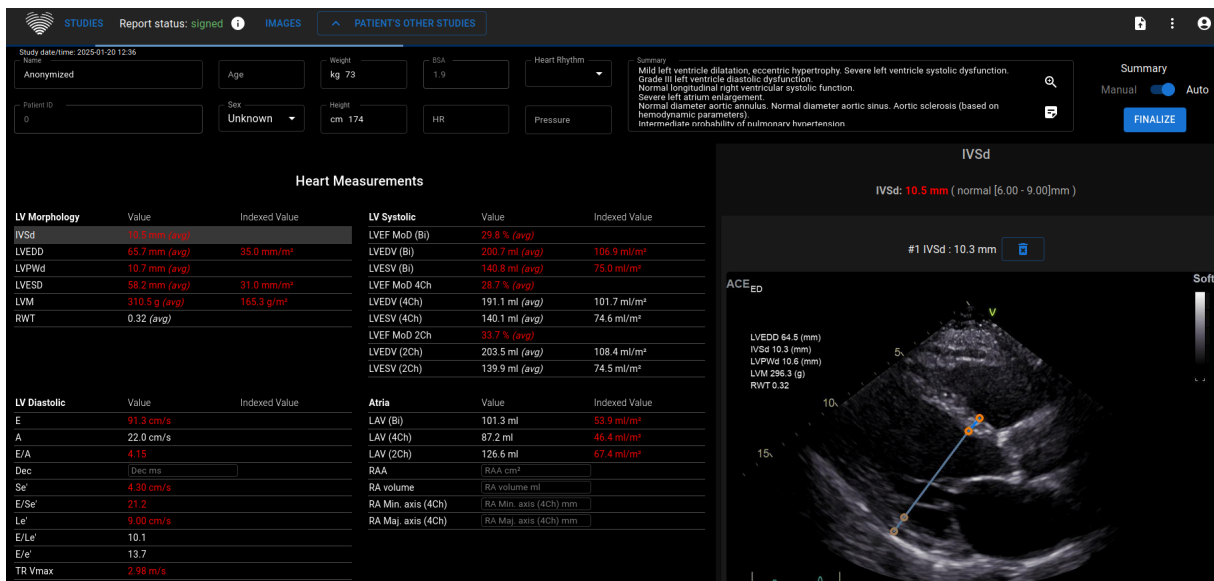 STUDIES Report status: signed i IMAGES PATIENT'S OTHER STUDIES
Study date/time: 2025-01-20 12:36
Name
Anonymized
Age
Weight
kg 73
BSA
1.9
Heart Rhythm
Patient ID
0
Sex
Unknown
Height
cm 174
HR
Pressure
Summary
Mild left ventricle dilatation, eccentric hypertrophy. Severe left ventricle systolic dysfunction.
Grade III left ventricle diastolic dysfunction.
Normal longitudinal right ventricular systolic function.
Severe left atrium enlargement.
Normal diameter aortic annulus. Normal diameter aortic sinus. Aortic sclerosis (based on
hemodynamic parameters).
Intermediate probability of pulmonary hypertension.
Summary
Manual Auto
FINALIZE
Heart Measurements
LV Morphology Value Indexed Value
IVSd 10.5 mm (avg)
LVEDD 65.7 mm (avg) 35.0 mm/m²
LVPWd 10.7 mm (avg)
LVESD 58.2 mm (avg) 31.0 mm/m²
LVM 310.5 g (avg) 165.3 g/m²
RWT 0.32 (avg)
LV Systolic Value Indexed Value
LVEF MoD (Bi) 29.8 % (avg)
LVEDV (Bi) 200.7 ml (avg) 106.9 ml/m²
LVESV (Bi) 140.8 ml (avg) 75.0 ml/m²
LVEF MoD 4Ch 28.7 % (avg)
LVEDV (4Ch) 191.1 ml (avg) 101.7 ml/m²
LVESV (4Ch) 140.1 ml (avg) 74.6 ml/m²
LVEF MoD 2Ch 33.7 % (avg)
LVEDV (2Ch) 203.5 ml (avg) 108.4 ml/m²
LVESV (2Ch) 139.9 ml (avg) 74.5 ml/m²
LV Diastolic Value Indexed Value
E 91.3 cm/s
A 22.0 cm/s
E/A 4.15
Dec Dec ms
Se' 4.30 cm/s
E/Se' 21.2
Le' 9.00 cm/s
E/Le' 10.1
E/e' 13.7
TR Vmax 2.98 m/s
Atria Value Indexed Value
LAV (Bi) 101.3 ml 53.9 ml/m²
LAV (4Ch) 87.2 ml 46.4 ml/m²
LAV (2Ch) 126.6 ml 67.4 ml/m²
RAA RAA cm²
RA volume RA volume ml
RA Min. axis (4Ch) RA Min. axis (4Ch) mm
RA Maj. axis (4Ch) RA Maj. axis (4Ch) mm
IVSd
IVSd: 10.5 mm ( normal [6.00 - 9.00]mm )
#1 IVSd : 10.3 mm
ACE ED
Soft
V
LVEDD 64.5 (mm)
IVSd 10.3 (mm)
LVPWd 10.6 (mm)
LVM 296.3 (g)
RWT 0.32
5
10
15